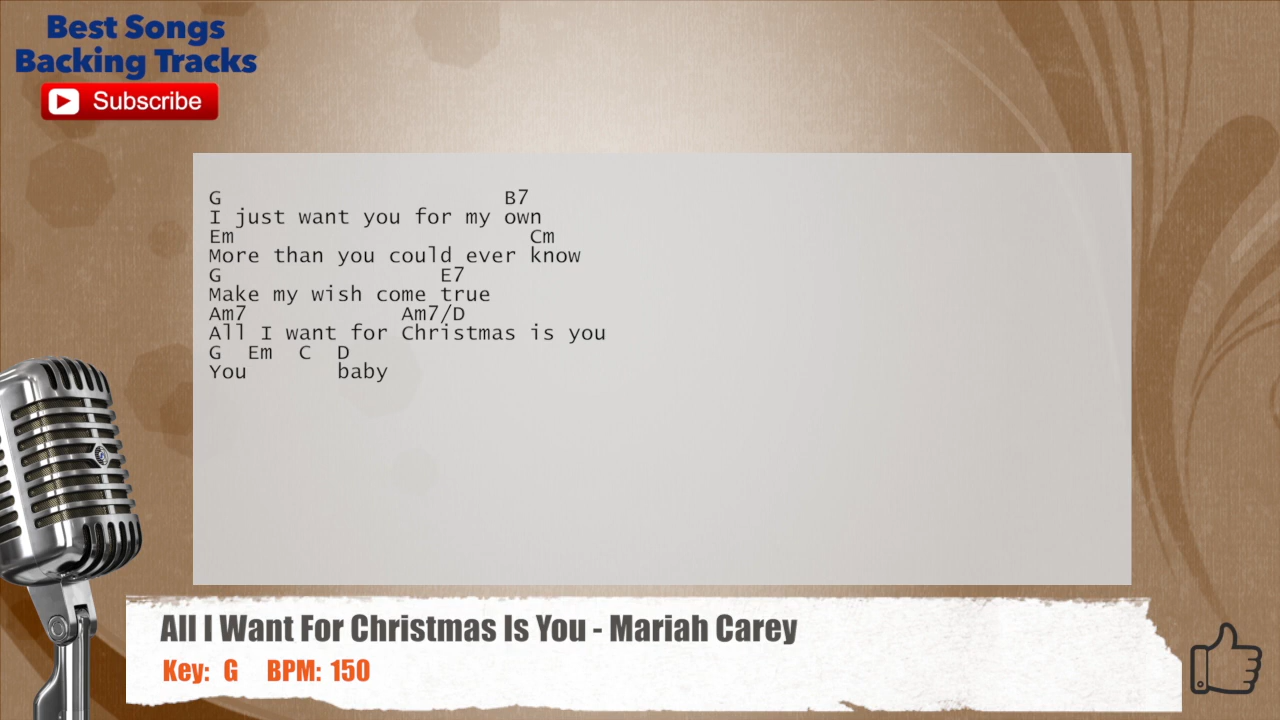 Best Songs
Backing Tracks
Subscribe
G                      B7
I just want you for my own
Em                       Cm
More than you could ever know
G                 E7
Make my wish come true
Am7            Am7/D
All I want for Christmas is you
G  Em  C  D
You       baby
All I Want For Christmas Is You - Mariah Carey
Key: G BPM: 150